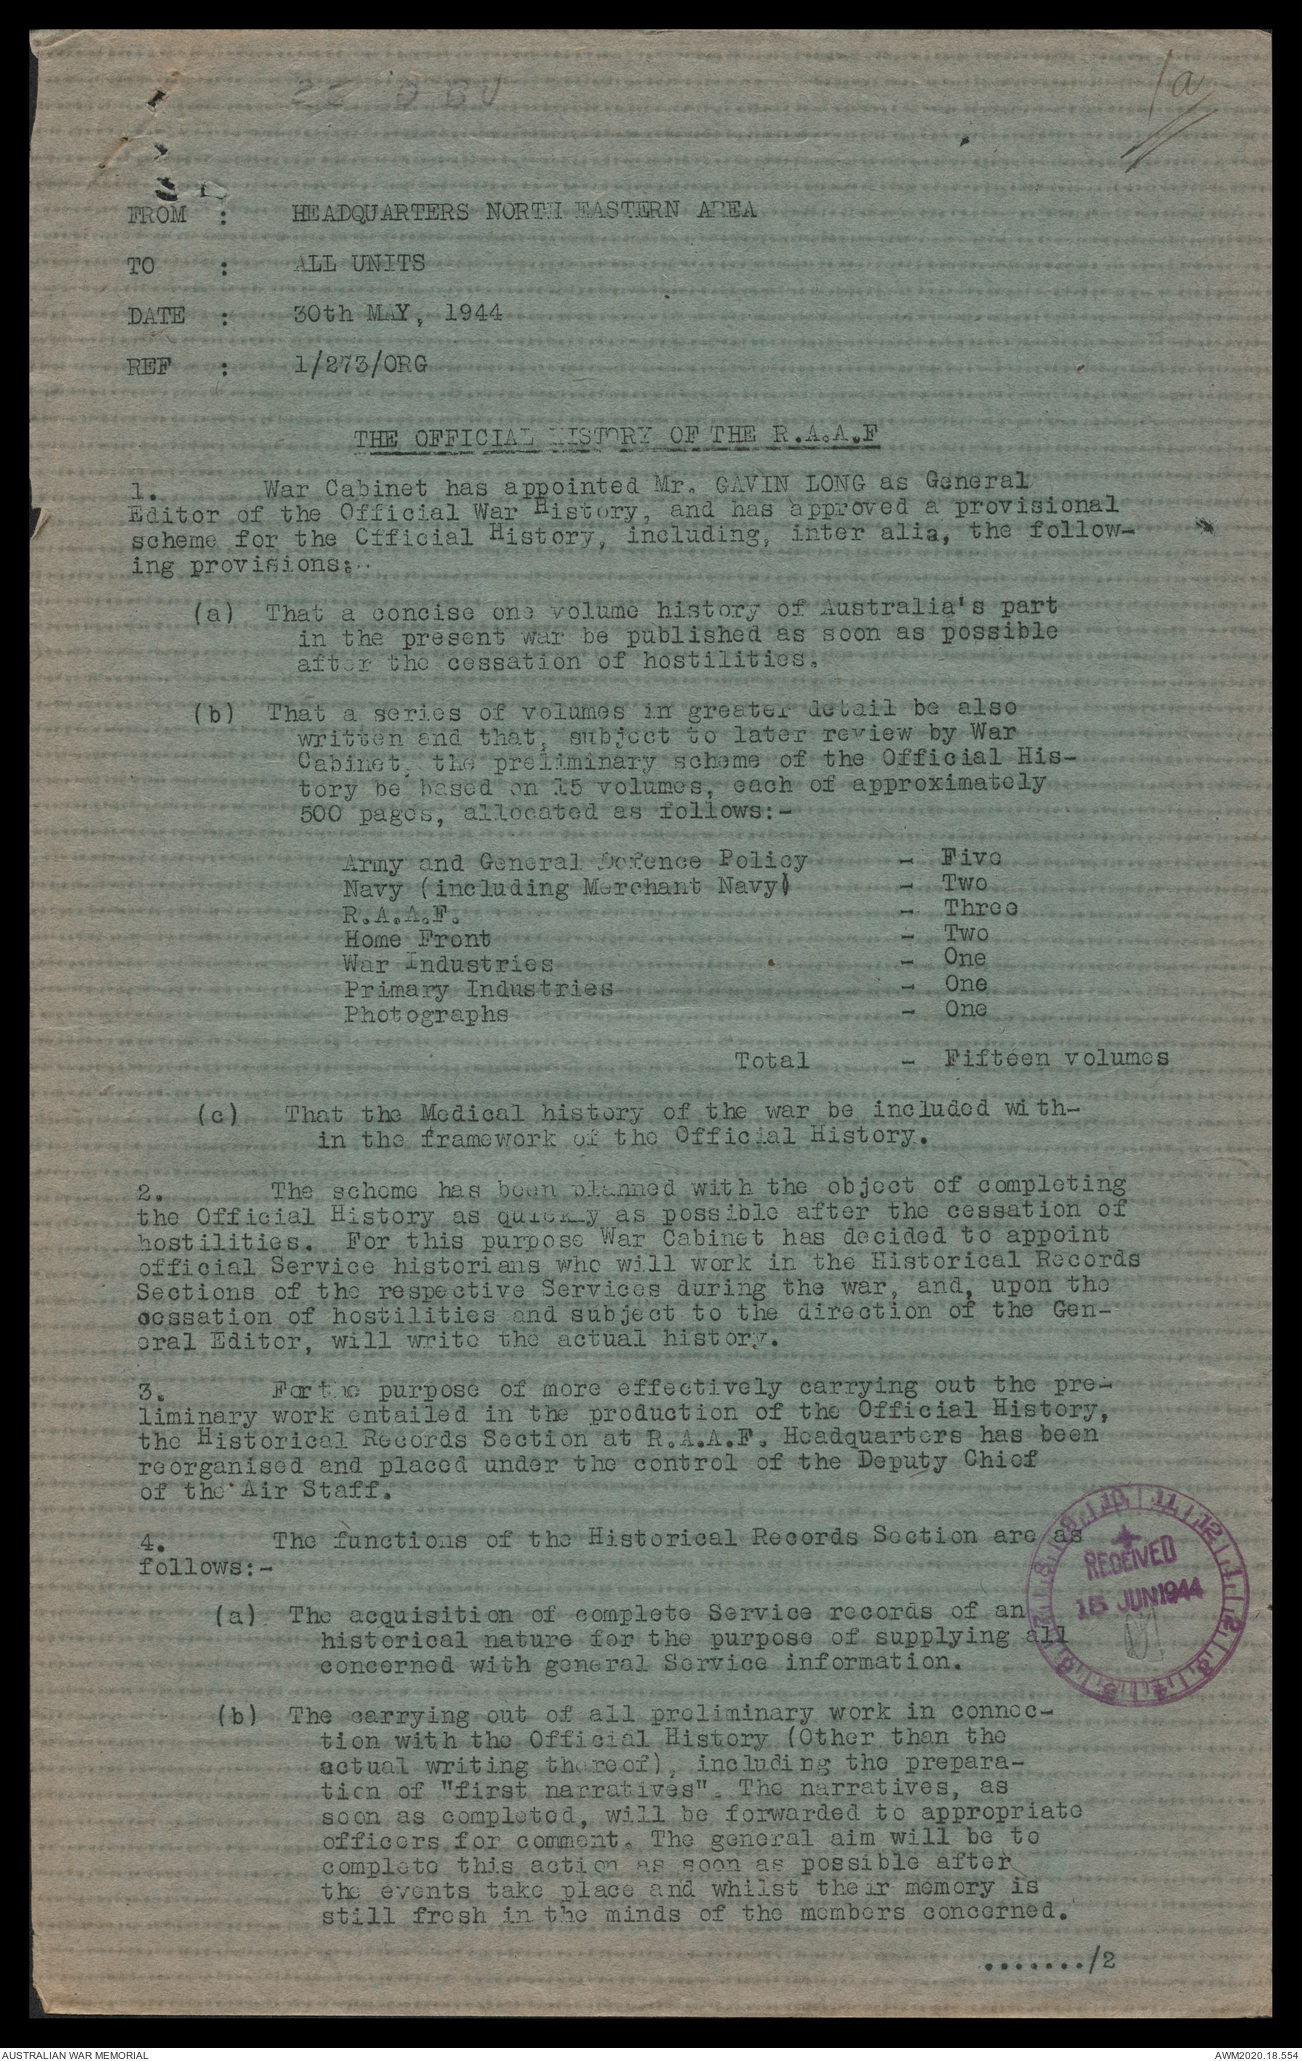 1a
FROM : HEADQUARTERS NORTH EASTERN AREA
TO : ALL UNITS
DATE : 30th MAY, 1944
REF : 1/273/ORG
THE OFFICIAL HISTORY OF THE R.A.A.F
1. War Cabinet has appointed Mr. GAVIN LONG as General
Editor of the Official War History, and has approved a provisional
scheme for the Official History, including, inter alia, the follow-
ing provisions:-
(a) That a concise one volume history of Australia's part
in the present war be published as soon as possible
after the cessation of hostilities.
(b) That a series of volumes in greater detail be also
written and that, subject to later review by War
Cabinet, the preliminary scheme of the Official His-
tory be based on 15 volumes, each of approximately
500 pages, allocated as follows:-
Army and General Defence Policy - Five
Navy (including Merchant Navy) - Two
R.A.A.F. - Three
Home Front - Two
War Industries - One
Primary Industries - One
Photographs - One
Total - Fifteen volumes
(c) That the Medical history of the war be included with-
in the framework of the Official History.
2. The scheme has been planned with the object of completing
the Official History as quickly as possible after the cessation of
hostilities. For this purpose War Cabinet has decided to appoint
official Service historians who will work in the Historical Records
Sections of the respective Services during the war, and, upon the
cessation of hostilities and subject to the direction of the Gen-
eral Editor, will write the actual history.
3. For the purpose of more effectively carrying out the pre-
liminary work entailed in the production of the Official History,
the Historical Records Section at R.A.A.F. Headquarters has been
reorganised and placed under the control of the Deputy Chief
of the Air Staff.
4. The functions of the Historical Records Section are as
follows:-
(a) The acquisition of complete Service records of an
historical nature for the purpose of supplying all
concerned with general Service information.
(b) The carrying out of all preliminary work in connec-
tion with the Official History (Other than the
actual writing thereof), including the prepara-
tion of "first narratives". The narratives, as
soon as completed, will be forwarded to appropriate
officers for comment. The general aim will be to
complete this action as soon as possible after
the events take place and whilst their memory is
still fresh in the minds of the members concerned.
......../2
RECEIVED
15 JUN 1944
AUSTRALIAN WAR MEMORIAL
AWM2020.18.554